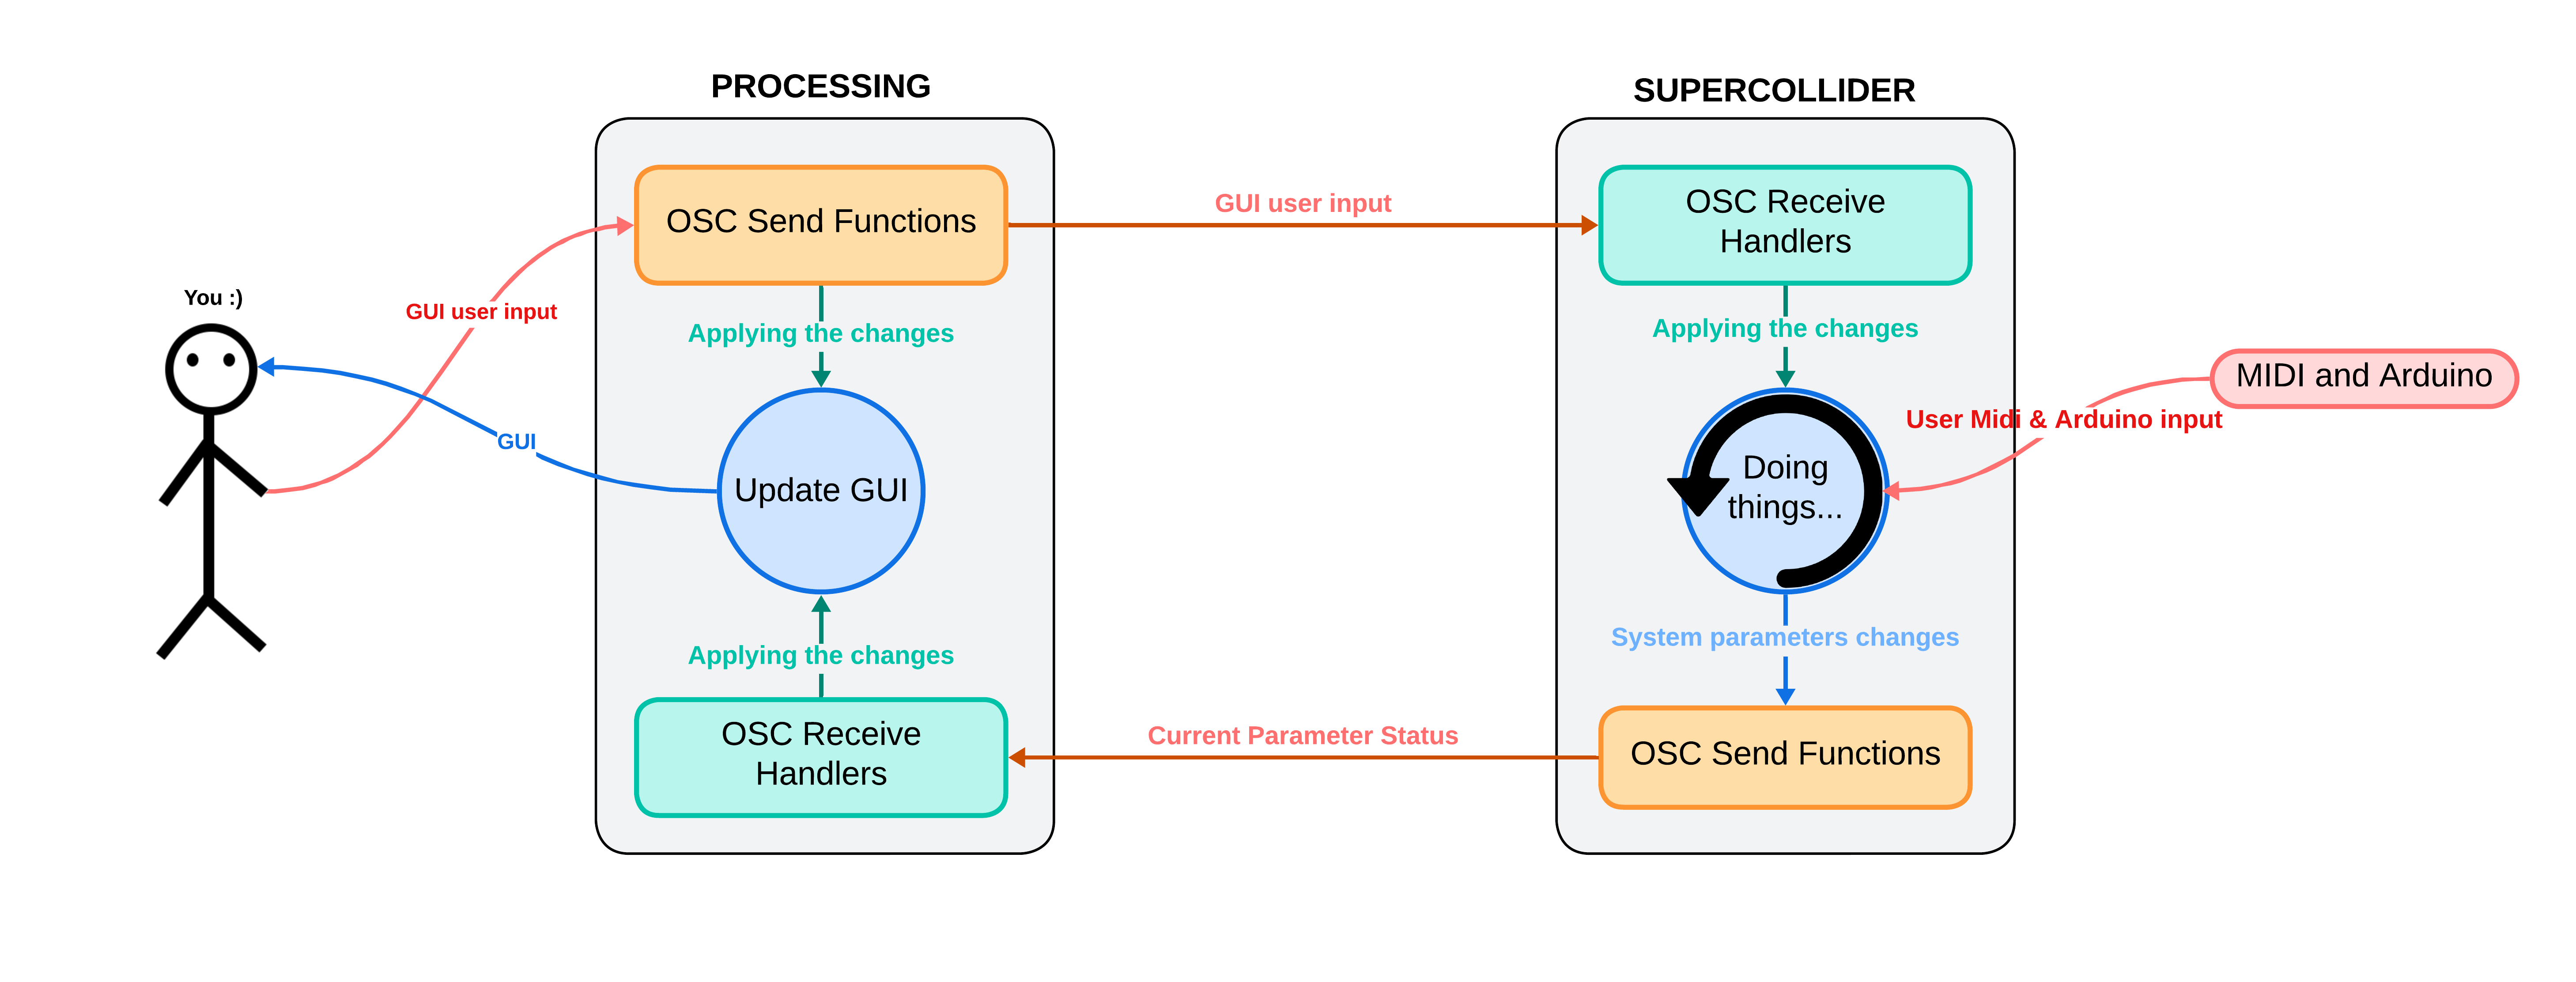 PROCESSING
SUPERCOLLIDER
OSC Send Functions
GUI user input
OSC Receive
Handlers
You :)
GUI user input
Applying the changes
Applying the changes
MIDI and Arduino
User Midi & Arduino input
GUI
Update GUI
Doing
things...
Applying the changes
System parameters changes
OSC Receive
Handlers
Current Parameter Status
OSC Send Functions